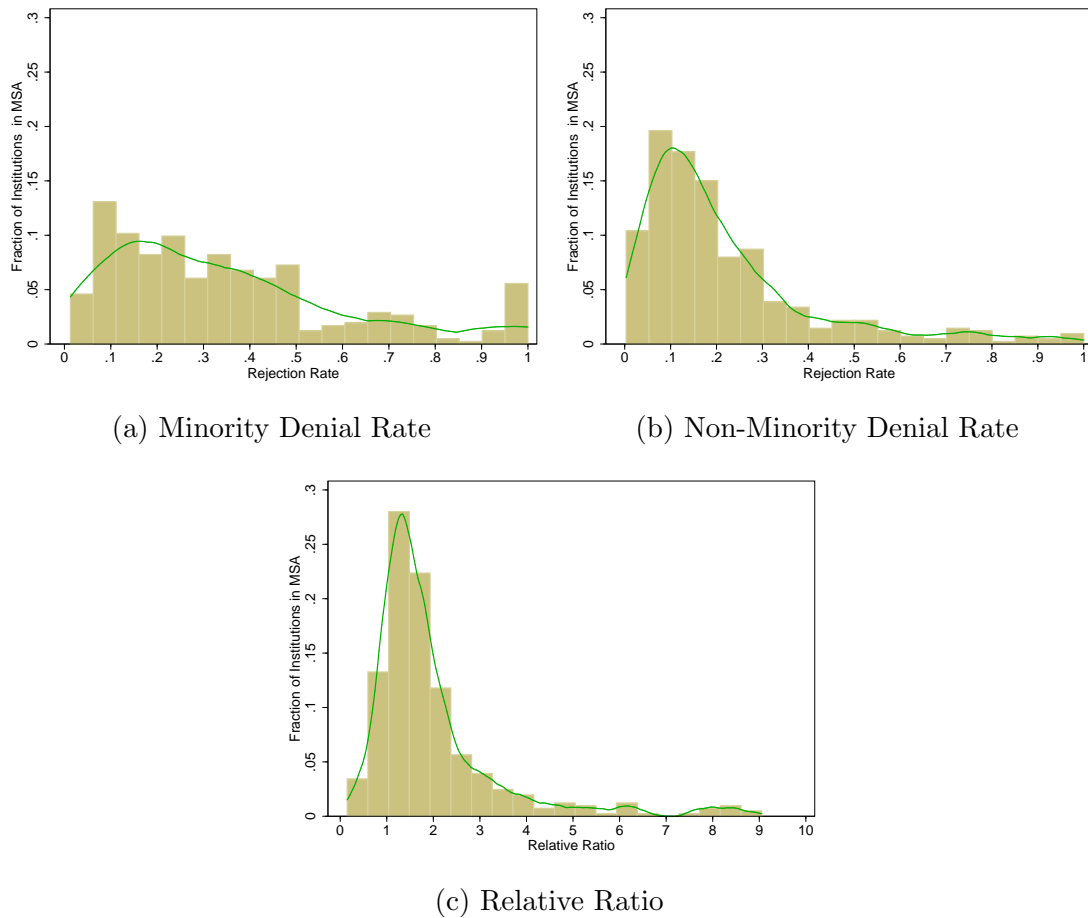 Fraction of Institutions in MSA
0 .05 .1 .15 .2 .25 .3
0 .1 .2 .3 .4 .5 .6 .7 .8 .9 1
Rejection Rate
(a) Minority Denial Rate
Fraction of Institutions in MSA
0 .05 .1 .15 .2 .25 .3
0 .1 .2 .3 .4 .5 .6 .7 .8 .9 1
Rejection Rate
(b) Non-Minority Denial Rate
Fraction of Institutions in MSA
0 .05 .1 .15 .2 .25 .3
0 1 2 3 4 5 6 7 8 9 10
Relative Ratio
(c) Relative Ratio